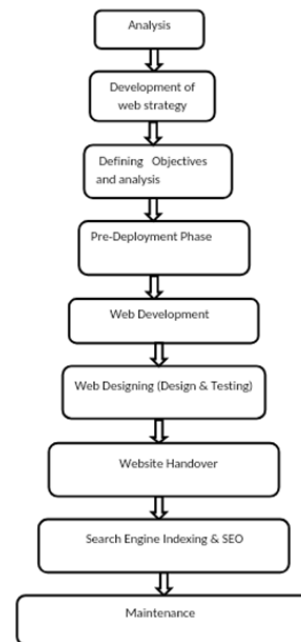 Analysis
Development of
web strategy
Defining Objectives
and analysis
Pre-Deployment Phase
Web Development
Web Designing (Design & Testing)
Website Handover
Search Engine Indexing & SEO
Maintenance